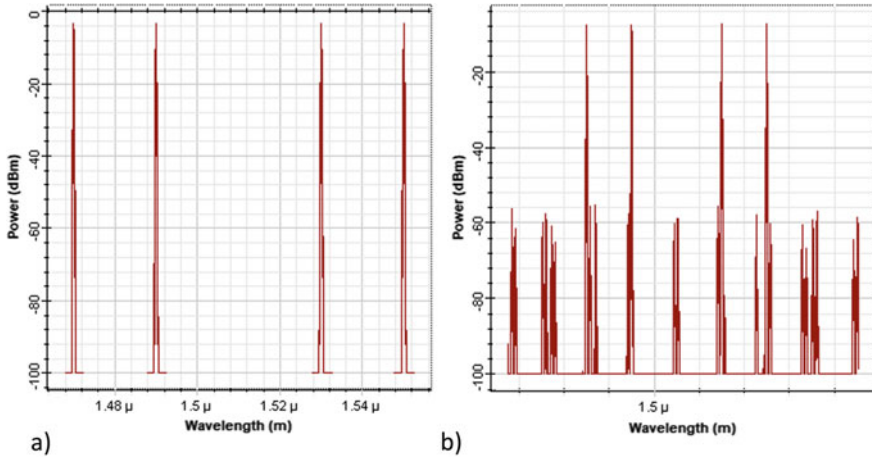 0
-20
-40
-60
-80
-100
Power (dBm)
1.48 µ
1.5 µ
1.52 µ
1.54 µ
Wavelength (m)
a)
-20
-40
-60
-80
-100
Power (dBm)
1.5 µ
Wavelength (m)
b)